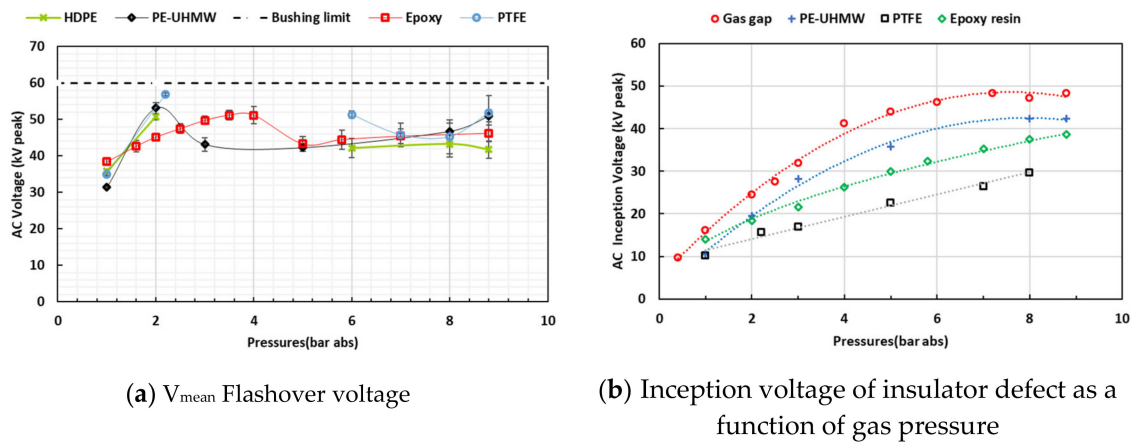 HDPE PE-UHMW Bushing limit Epoxy PTFE
70
60
50
40
30
20
10
0
AC Voltage (kV peak)
0 2 4 6 8 10
Pressures(bar abs)
(a) Vmean Flashover voltage
Gas gap PE-UHMW PTFE Epoxy resin
60
50
40
30
20
10
0
AC Inception Voltage (kV peak)
0 2 4 6 8 10
Pressures(bar abs)
(b) Inception voltage of insulator defect as a
function of gas pressure